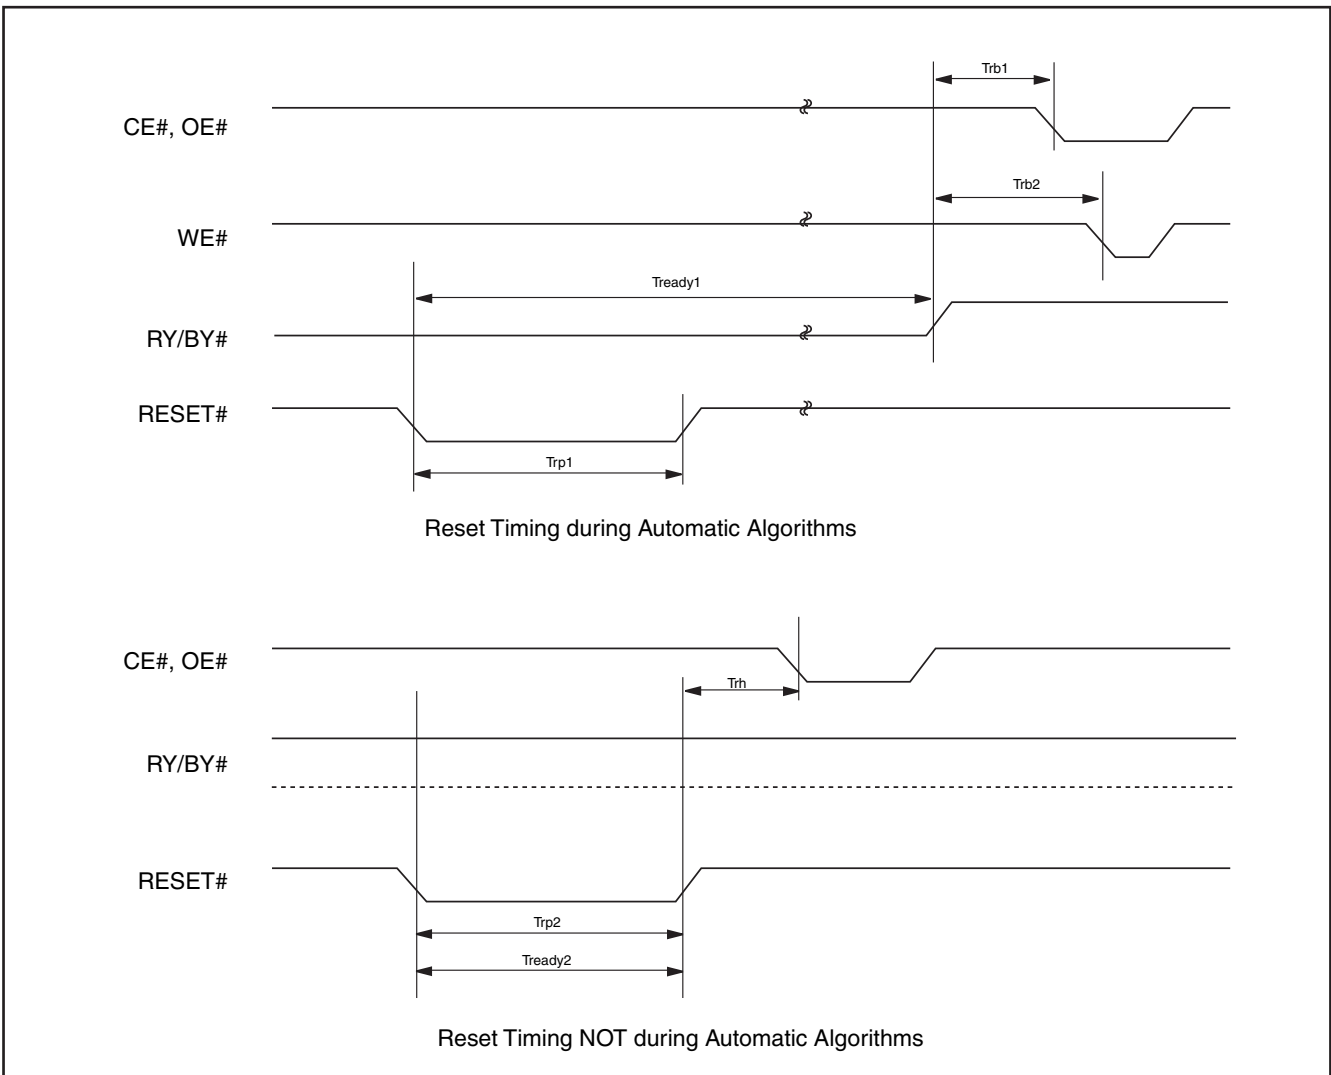 Trb1
CE#, OE#
Trb2
WE#
Tready1
RY/BY#
RESET#
Trp1
Reset Timing during Automatic Algorithms
CE#, OE#
Trh
RY/BY#
RESET#
Trp2
Tready2
Reset Timing NOT during Automatic Algorithms